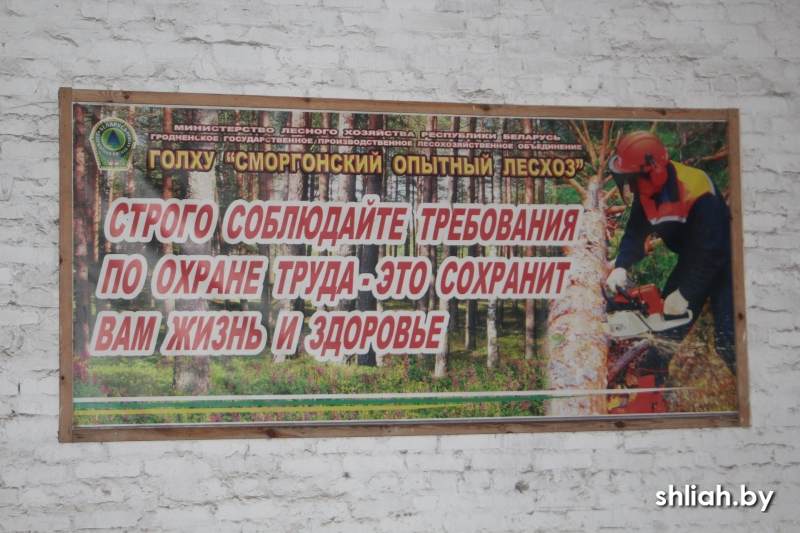 МИНИСТЕРСТВО ЛЕСНОГО ХОЗЯЙСТВА РЕСПУБЛИКИ БЕЛАРУСЬ
ГРОДНЕНСКОЕ ГОСУДАРСТВЕННОЕ ПРОИЗВОДСТВЕННОЕ ЛЕСОХОЗЯЙСТВЕННОЕ ОБЪЕДИНЕНИЕ
ГОЛХУ "СМОРГОНСКИЙ ОПЫТНЫЙ ЛЕСХОЗ"
СТРОГО СОБЛЮДАЙТЕ ТРЕБОВАНИЯ
ПО ОХРАНЕ ТРУДА - ЭТО СОХРАНИТ
ВАМ ЖИЗНЬ И ЗДОРОВЬЕ
shliah.by